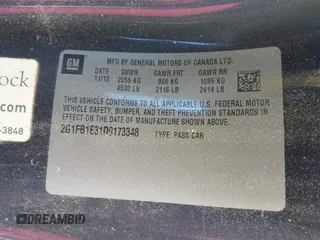 GM
MFD BY GENERAL MOTORS OF CANADA LTD.
DATE GVWR GAWR FRT GAWR RR
11/12 2055 KG 960 KG 1095 KG
4530 LB 2116 LB 2414 LB
THIS VEHICLE CONFORMS TO ALL APPLICABLE U.S. FEDERAL MOTOR
VEHICLE SAFETY, BUMPER, AND THEFT PREVENTION STANDARDS
IN EFFECT ON THE DATE OF MANUFACTURE SHOWN ABOVE.
2G1FB1E31D9173348 TYPE: PASS CAR
ock
e.com
-3848
DREAMBID